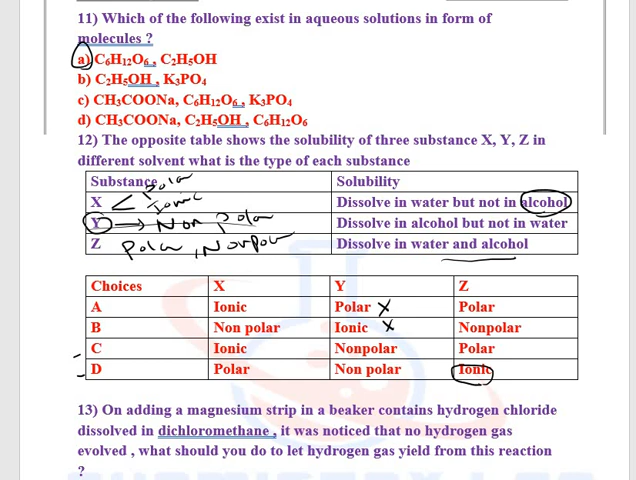 11) Which of the following exist in aqueous solutions in form of
molecules ?
a) C₆H₁₂O₆ , C₂H₅OH
b) C₂H₅OH , K₃PO₄
c) CH₃COONa, C₆H₁₂O₆ , K₃PO₄
d) CH₃COONa, C₂H₅OH , C₆H₁₂O₆
12) The opposite table shows the solubility of three substance X, Y, Z in
different solvent what is the type of each substance
Substance Polar Solubility
X < Ionic Dissolve in water but not in alcohol
Y → Non polar Dissolve in alcohol but not in water
Z Polar , Nonpolar Dissolve in water and alcohol
Choices X Y Z
A Ionic Polar X Polar
B Non polar Ionic X Nonpolar
C Ionic Nonpolar Polar
D Polar Non polar Ionic
13) On adding a magnesium strip in a beaker contains hydrogen chloride
dissolved in dichloromethane , it was noticed that no hydrogen gas
evolved , what should you do to let hydrogen gas yield from this reaction
?